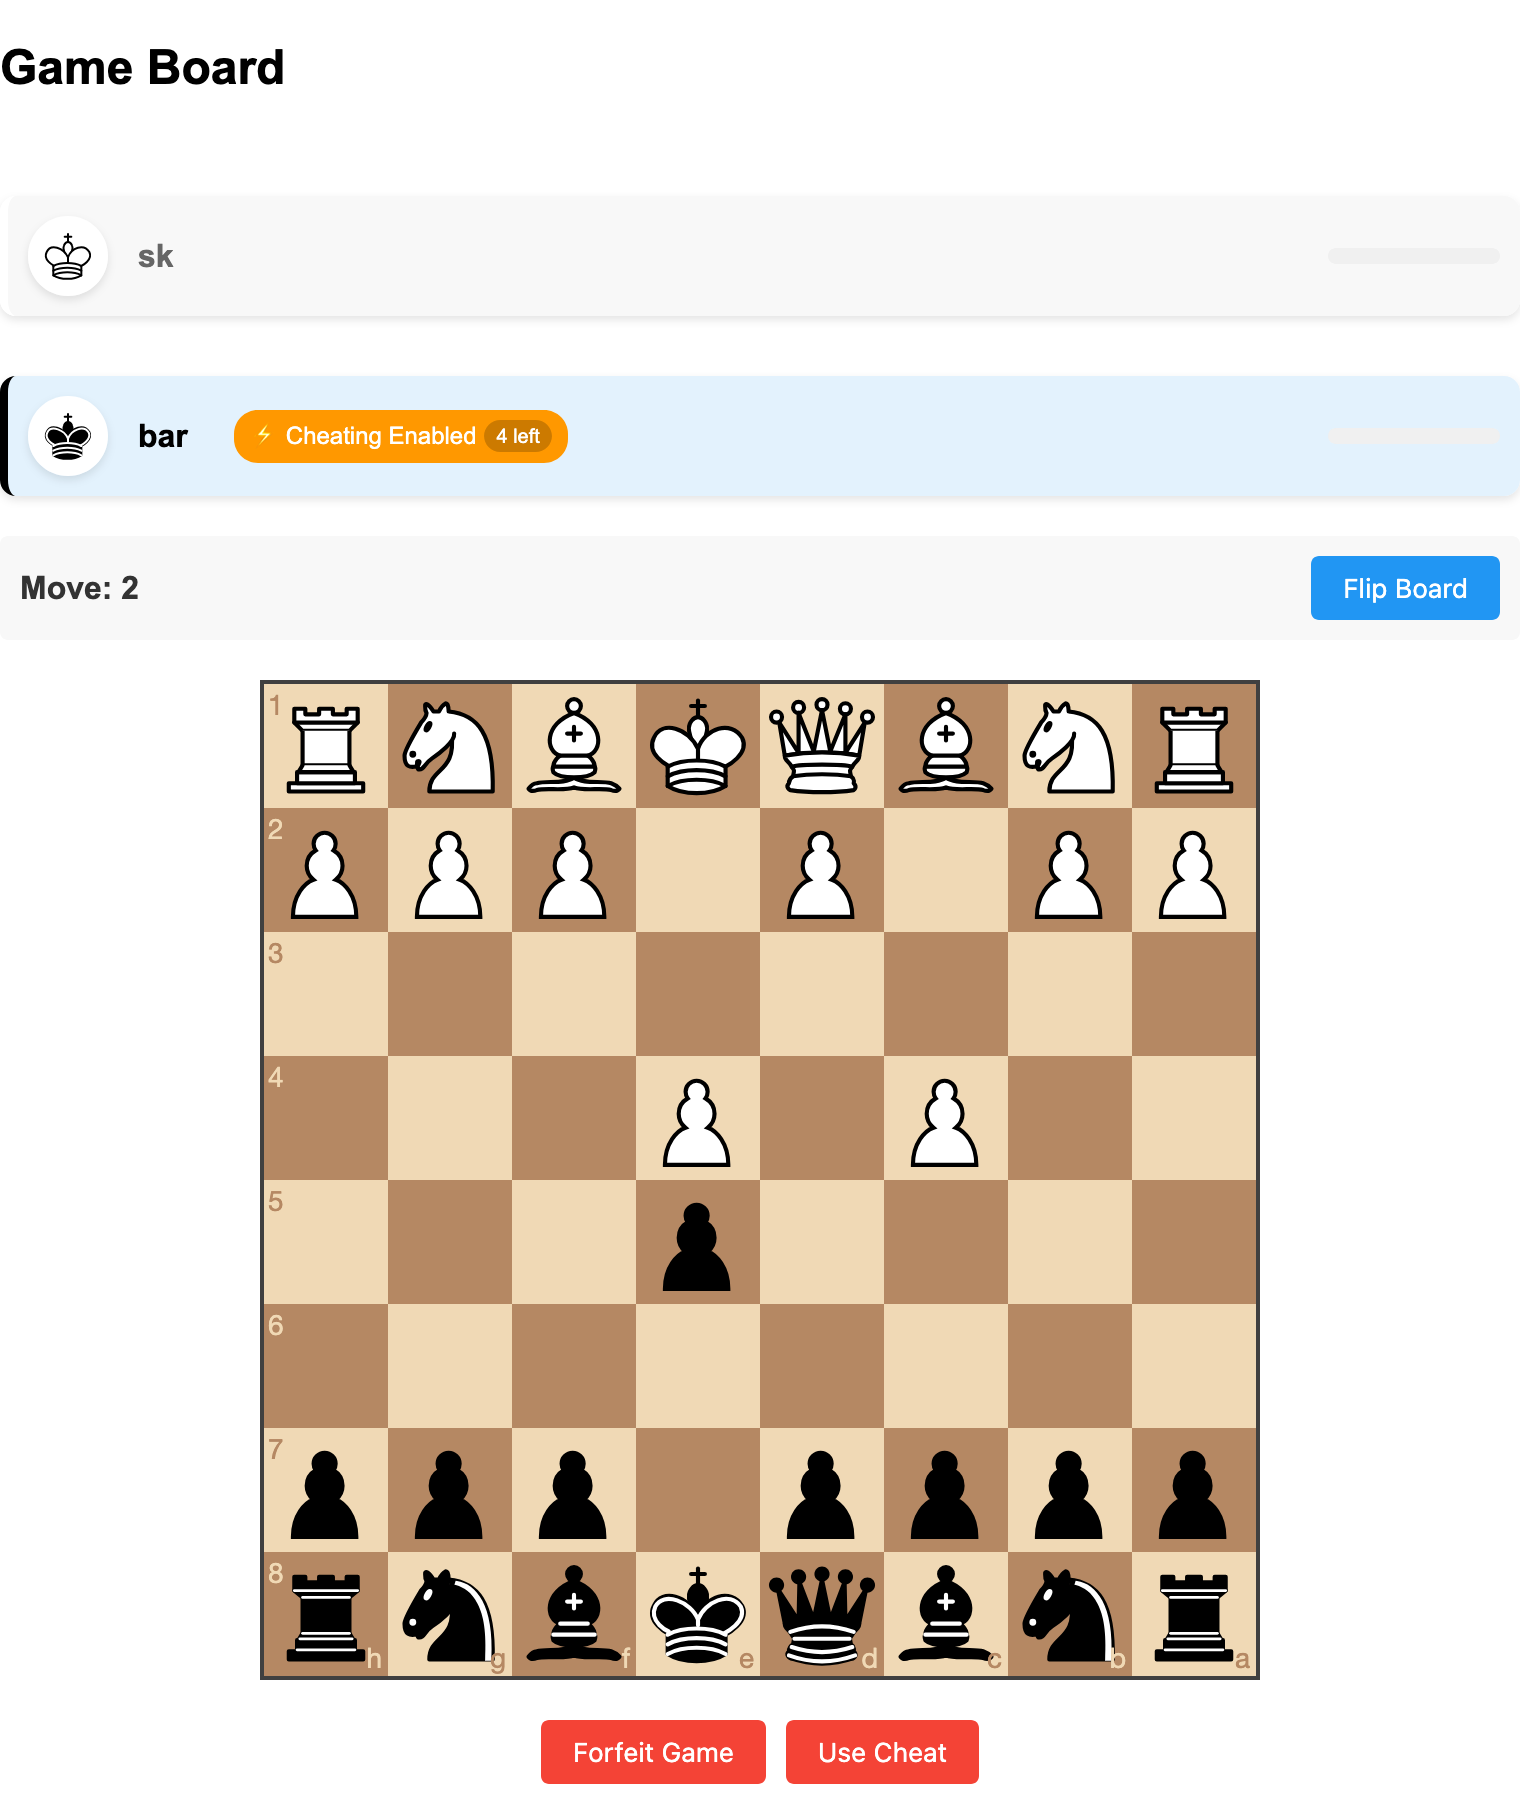 Game Board
sk
bar ⚡ Cheating Enabled 4 left
Move: 2 Flip Board
1
2
3
4
5
6
7
8
h g f e d c b a
Forfeit Game Use Cheat